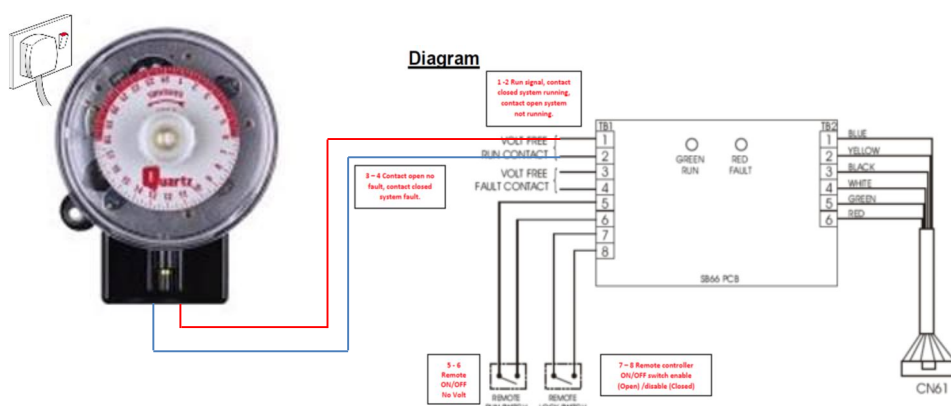 Diagram
1 -2 Run signal, contact
closed system running,
contact open system
not running.
3 – 4 Contact open no
fault, contact closed
system fault.
Quartz
VOLT FREE
RUN CONTACT
VOLT FREE
FAULT CONTACT
TB1
1
2
3
4
5
6
7
8
GREEN
RUN
RED
FAULT
SB66 PCB
TB2
1
2
3
4
5
6
BLUE
YELLOW
BLACK
WHITE
GREEN
RED
CN61
5 - 6
Remote
ON/OFF
No Volt
REMOTE
REMOTE
7 – 8 Remote controller
ON/OFF switch enable
(Open) /disable (Closed)